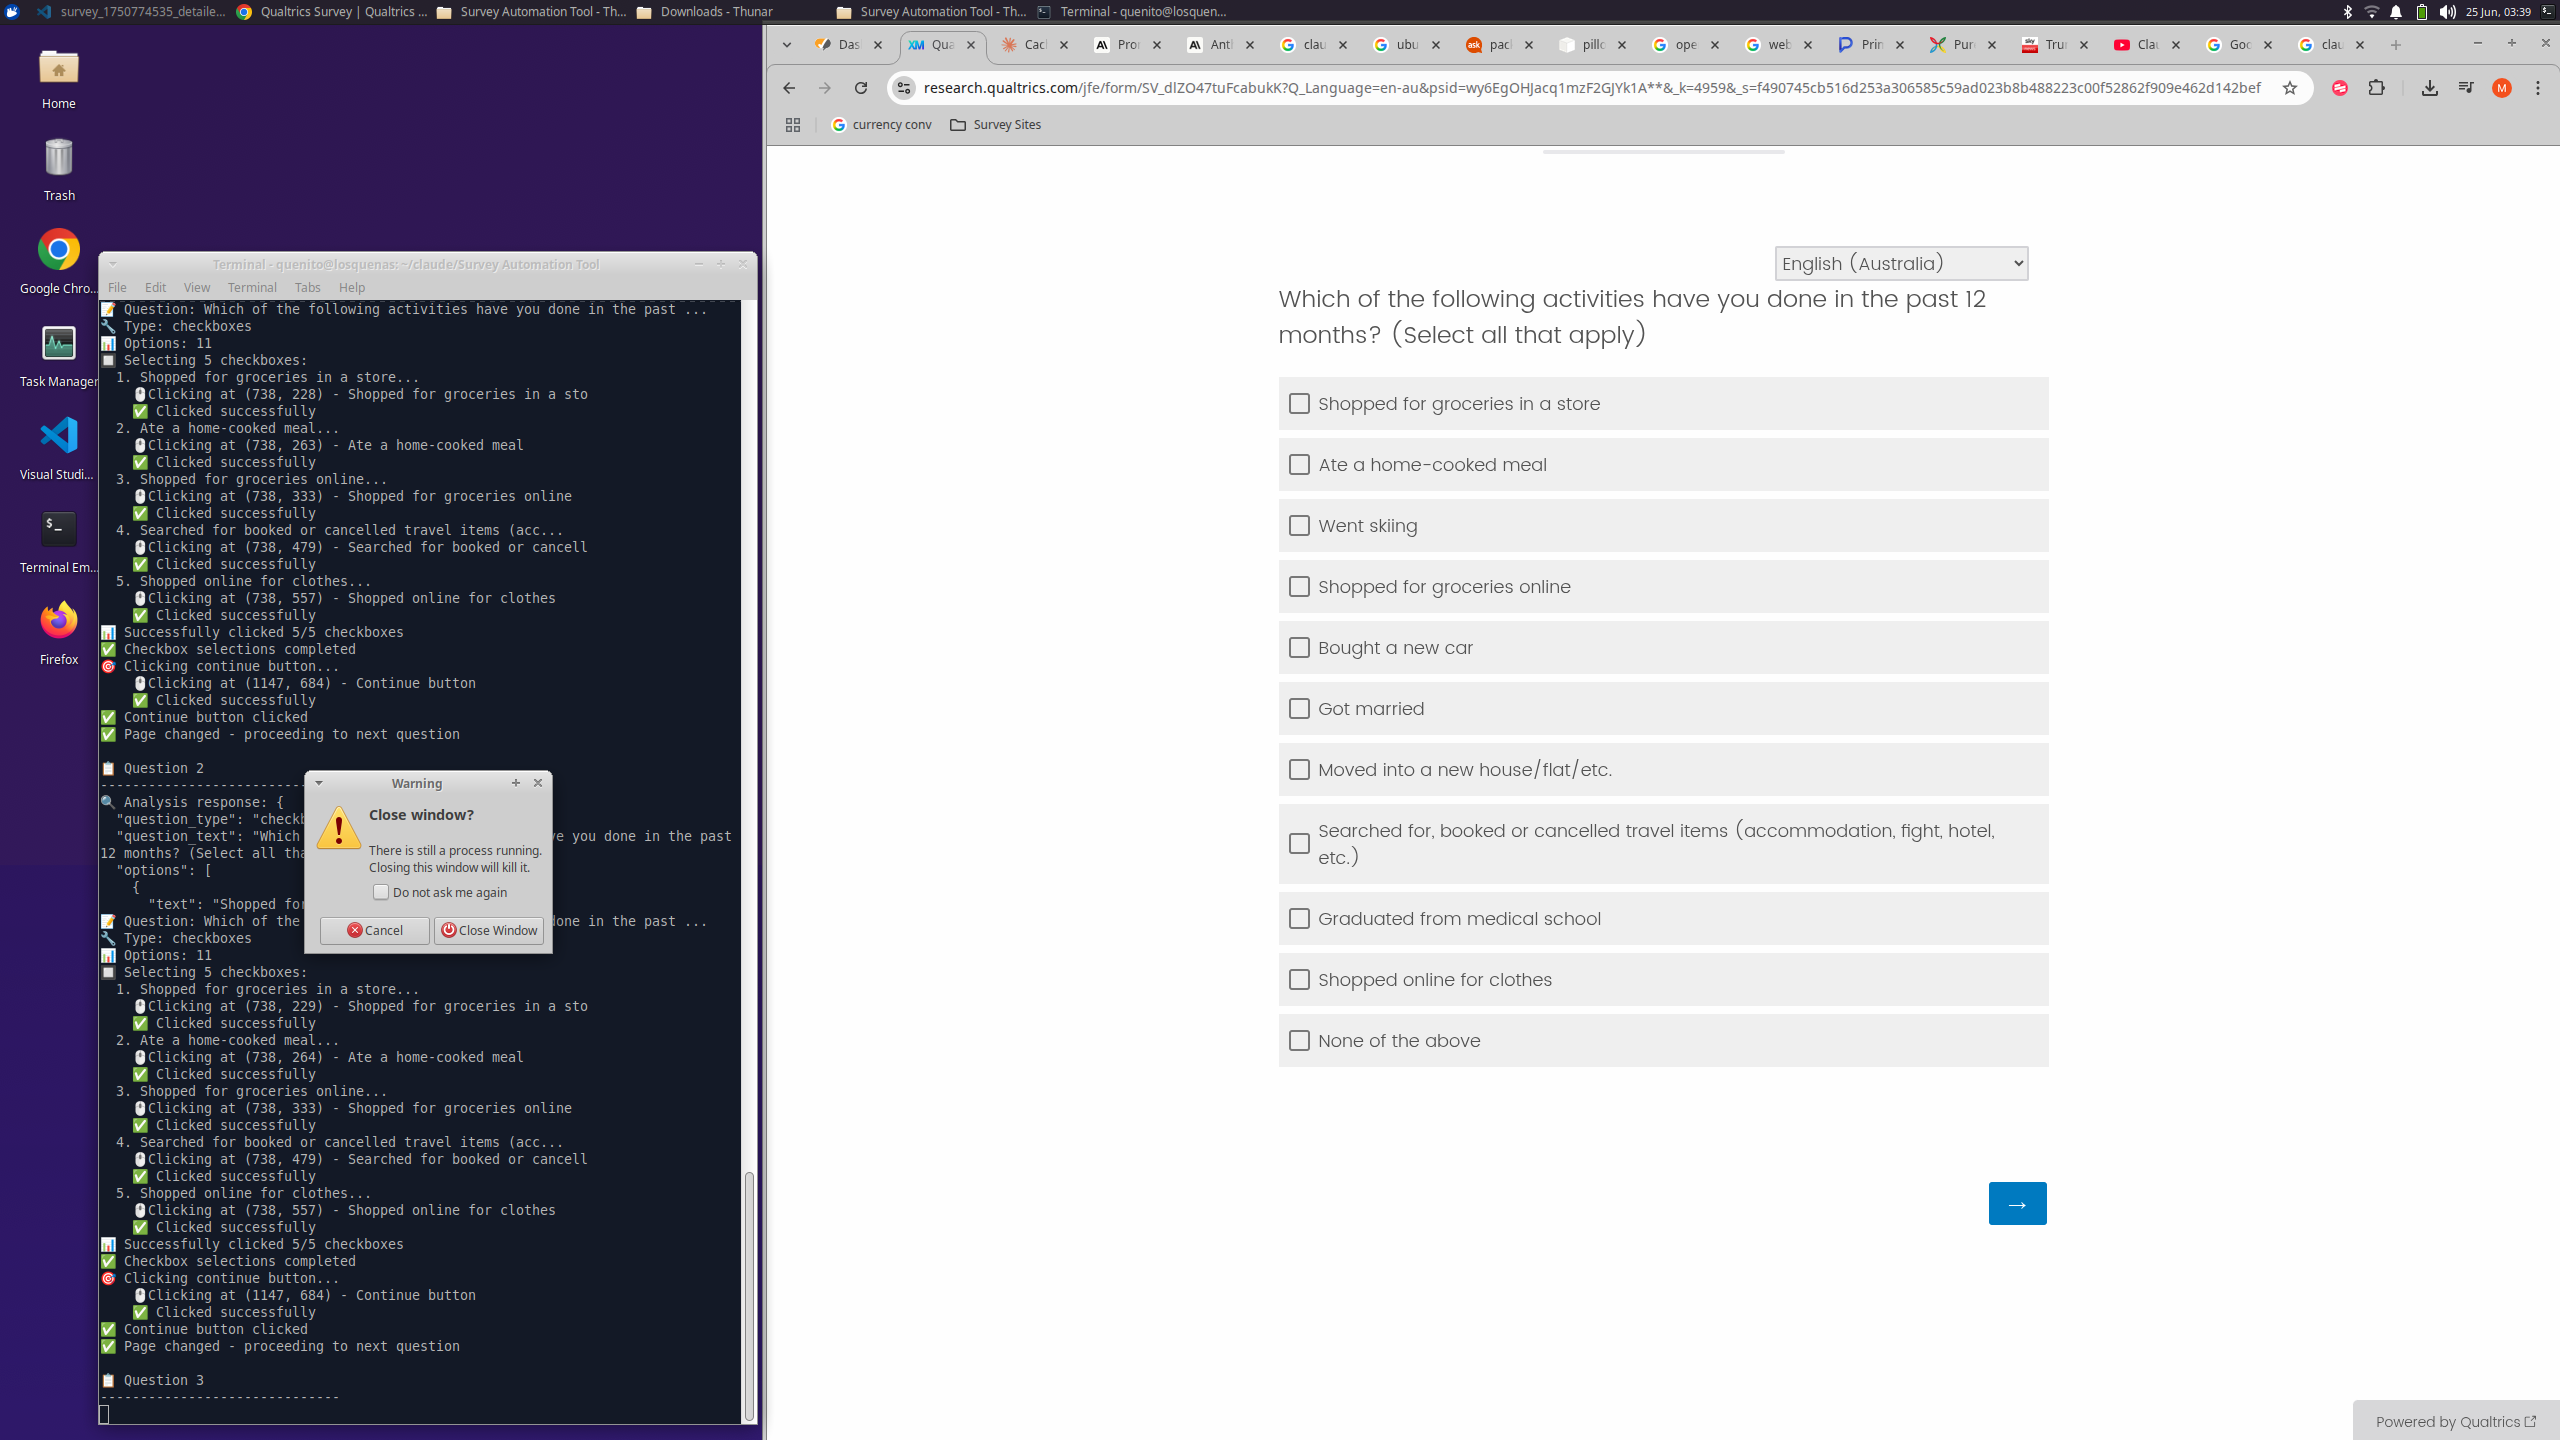 survey_1750774535_detaile...
Qualtrics Survey | Qualtrics ...
Survey Automation Tool - Th...
Downloads - Thunar
Survey Automation Tool - Th...
Terminal - quenito@losquen...
25 Jun, 03:39
Home
Trash
Google Chro...
Task Manager
Visual Studi...
Terminal Em...
Firefox
Terminal - quenito@losquenas: ~/claude/Survey Automation Tool
File Edit View Terminal Tabs Help
Question: Which of the following activities have you done in the past ...
Type: checkboxes
Options: 11
Selecting 5 checkboxes:
1. Shopped for groceries in a store...
Clicking at (738, 228) - Shopped for groceries in a sto
Clicked successfully
2. Ate a home-cooked meal...
Clicking at (738, 263) - Ate a home-cooked meal
Clicked successfully
3. Shopped for groceries online...
Clicking at (738, 333) - Shopped for groceries online
Clicked successfully
4. Searched for booked or cancelled travel items (acc...
Clicking at (738, 479) - Searched for booked or cancell
Clicked successfully
5. Shopped online for clothes...
Clicking at (738, 557) - Shopped online for clothes
Clicked successfully
Successfully clicked 5/5 checkboxes
Checkbox selections completed
Clicking continue button...
Clicking at (1147, 684) - Continue button
Clicked successfully
Continue button clicked
Page changed - proceeding to next question
Question 2
--------------------------
Analysis response: {
"question_type": "checkb
"question_text": "Which
ve you done in the past
12 months? (Select all tha
"options": [
{
"text": "Shopped for
Question: Which of the
done in the past ...
Type: checkboxes
Options: 11
Selecting 5 checkboxes:
1. Shopped for groceries in a store...
Clicking at (738, 229) - Shopped for groceries in a sto
Clicked successfully
2. Ate a home-cooked meal...
Clicking at (738, 264) - Ate a home-cooked meal
Clicked successfully
3. Shopped for groceries online...
Clicking at (738, 333) - Shopped for groceries online
Clicked successfully
4. Searched for booked or cancelled travel items (acc...
Clicking at (738, 479) - Searched for booked or cancell
Clicked successfully
5. Shopped online for clothes...
Clicking at (738, 557) - Shopped online for clothes
Clicked successfully
Successfully clicked 5/5 checkboxes
Checkbox selections completed
Clicking continue button...
Clicking at (1147, 684) - Continue button
Clicked successfully
Continue button clicked
Page changed - proceeding to next question
Question 3
------------------------------
Warning
Close window?
There is still a process running.
Closing this window will kill it.
Do not ask me again
Cancel
Close Window
Das
Qua
Cacl
Pro
Antl
clau
ubu
pacl
pillo
ope
web
Prin
Pur
Tru
Clau
Goo
clau
research.qualtrics.com/jfe/form/SV_dlZO47tuFcabukK?Q_Language=en-au&psid=wy6EgOHJacq1mzF2GJYk1A**&_k=4959&_s=f490745cb516d253a306585c59ad023b8b488223c00f52862f909e462d142bef
M
currency conv
Survey Sites
English (Australia)
Which of the following activities have you done in the past 12
months? (Select all that apply)
Shopped for groceries in a store
Ate a home-cooked meal
Went skiing
Shopped for groceries online
Bought a new car
Got married
Moved into a new house/flat/etc.
Searched for, booked or cancelled travel items (accommodation, fight, hotel,
etc.)
Graduated from medical school
Shopped online for clothes
None of the above
→
Powered by Qualtrics